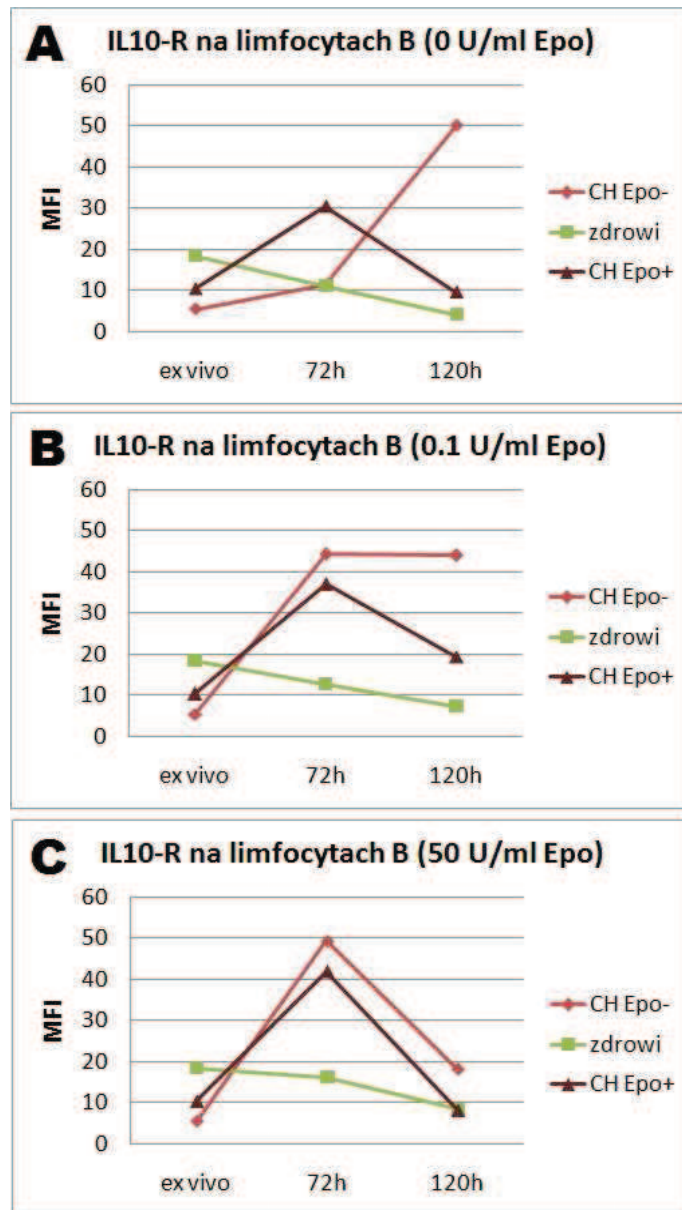 A IL10-R na limfocytach B (0 U/ml Epo)
60
50
40
30
20
10
0
MFI
ex vivo 72h 120h
CH Epo-
zdrowi
CH Epo+
B IL10-R na limfocytach B (0.1 U/ml Epo)
60
50
40
30
20
10
0
MFI
ex vivo 72h 120h
CH Epo-
zdrowi
CH Epo+
C IL10-R na limfocytach B (50 U/ml Epo)
60
50
40
30
20
10
0
MFI
ex vivo 72h 120h
CH Epo-
zdrowi
CH Epo+